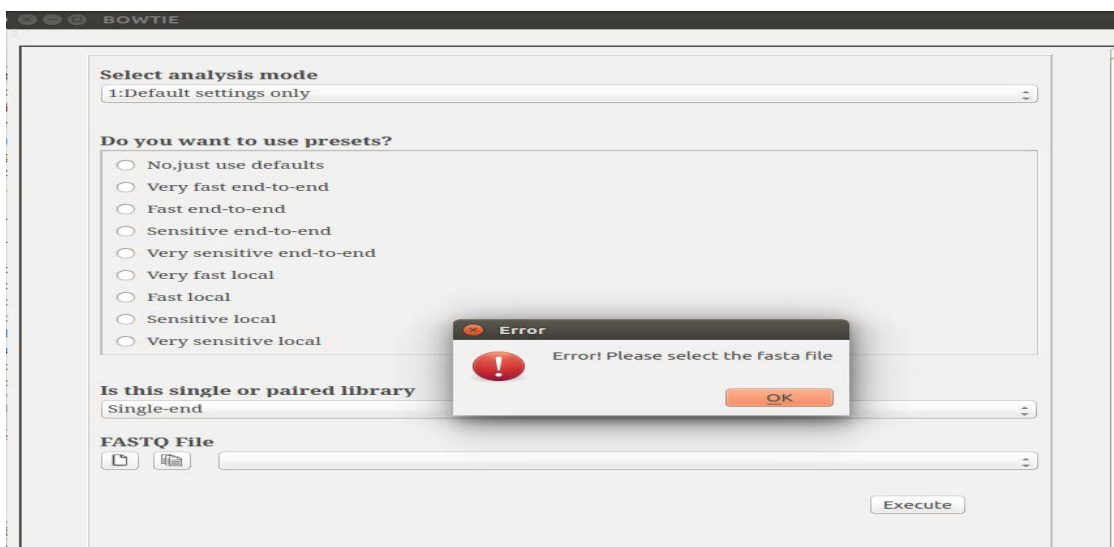 BOWTIE
Select analysis mode
1:Default settings only
Do you want to use presets?
No,just use defaults
Very fast end-to-end
Fast end-to-end
Sensitive end-to-end
Very sensitive end-to-end
Very fast local
Fast local
Sensitive local
Very sensitive local
Error
Error! Please select the fasta file
OK
Is this single or paired library
Single-end
FASTQ File
Execute